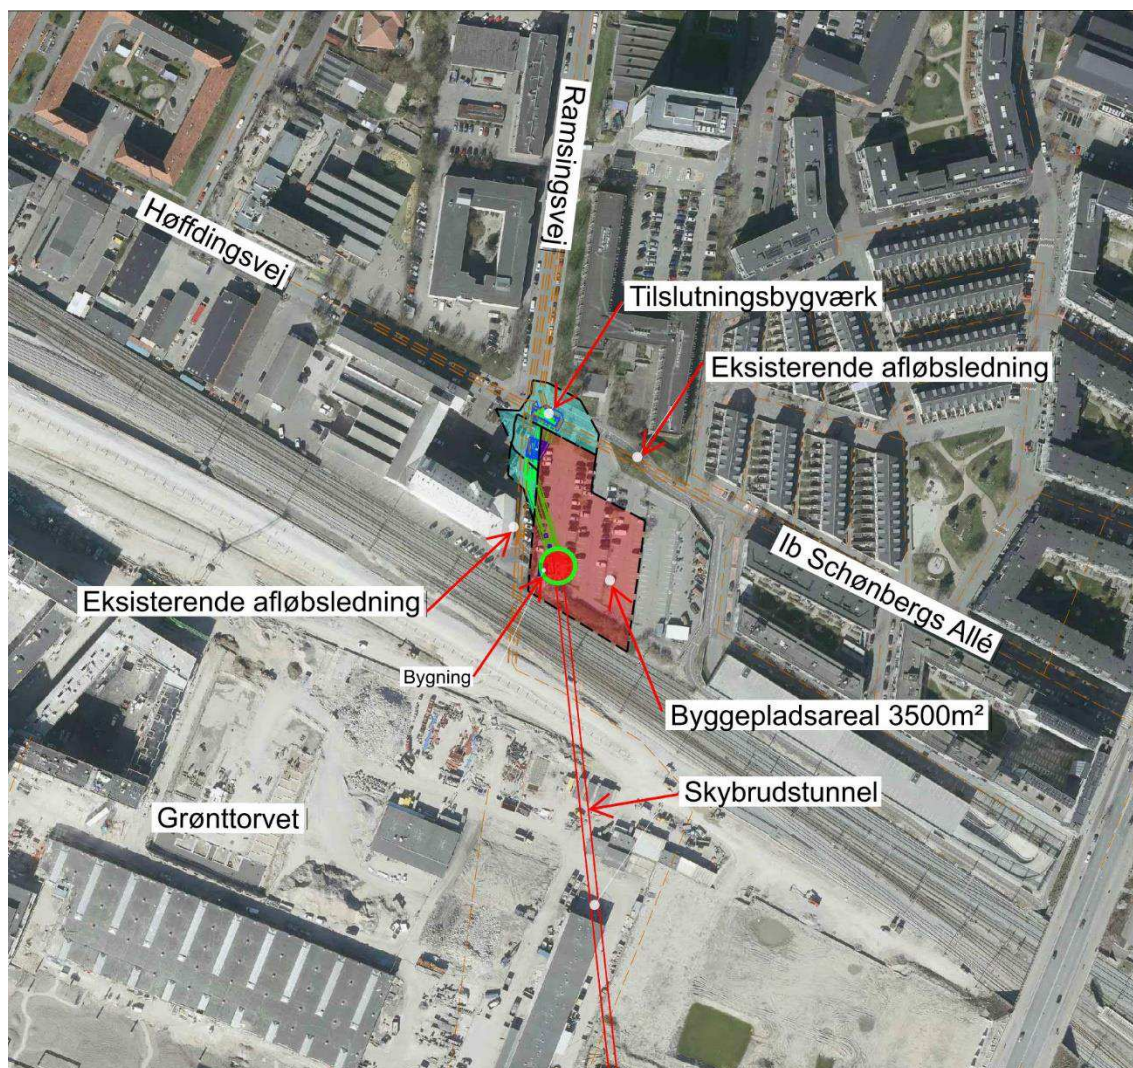 Ramsingsvej
Høffdingsvej
Tilslutningsbygværk
Eksisterende afløbsledning
Ib Schønbergs Allé
Eksisterende afløbsledning
Bygning
Byggepladsareal 3500m²
Skybrudstunnel
Grønttorvet